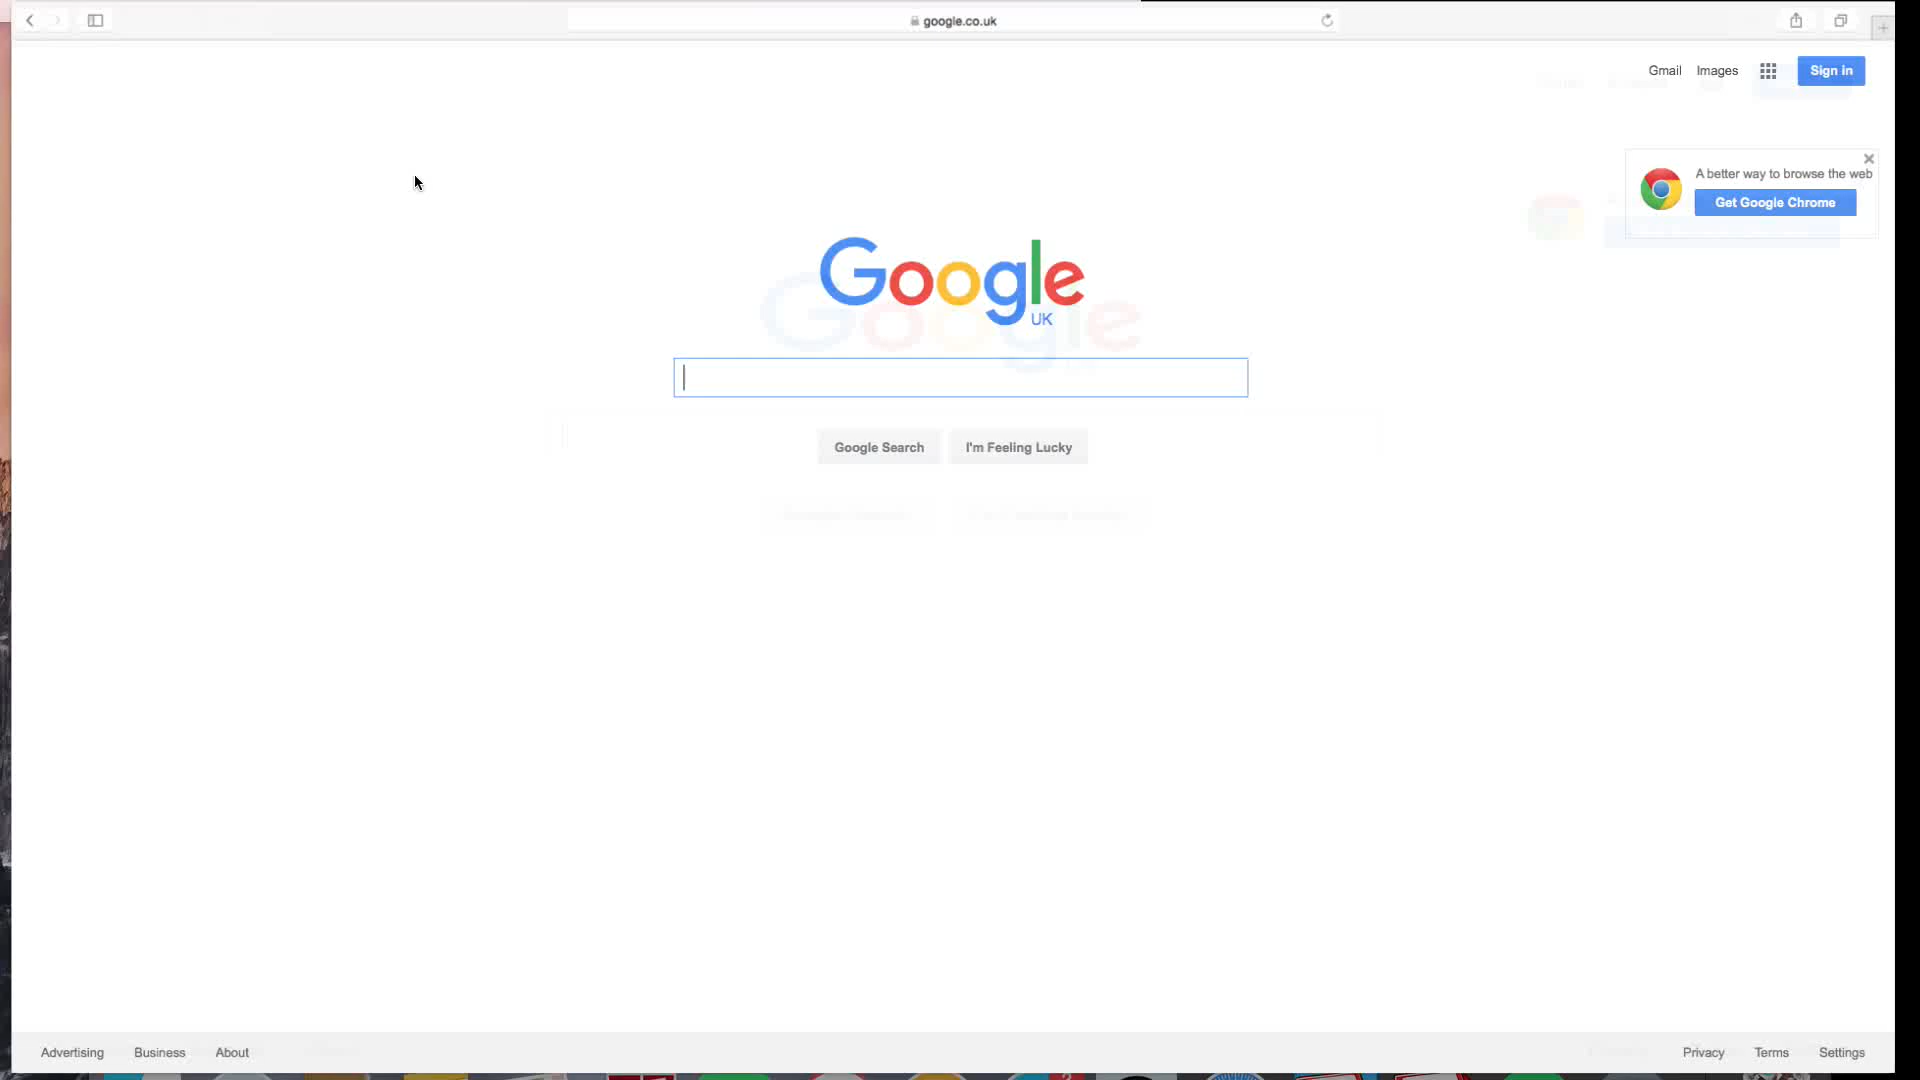 google.co.uk
Gmail Images Sign in
A better way to browse the web
Get Google Chrome
Google
UK
Google Search I'm Feeling Lucky
Advertising Business About Privacy Terms Settings